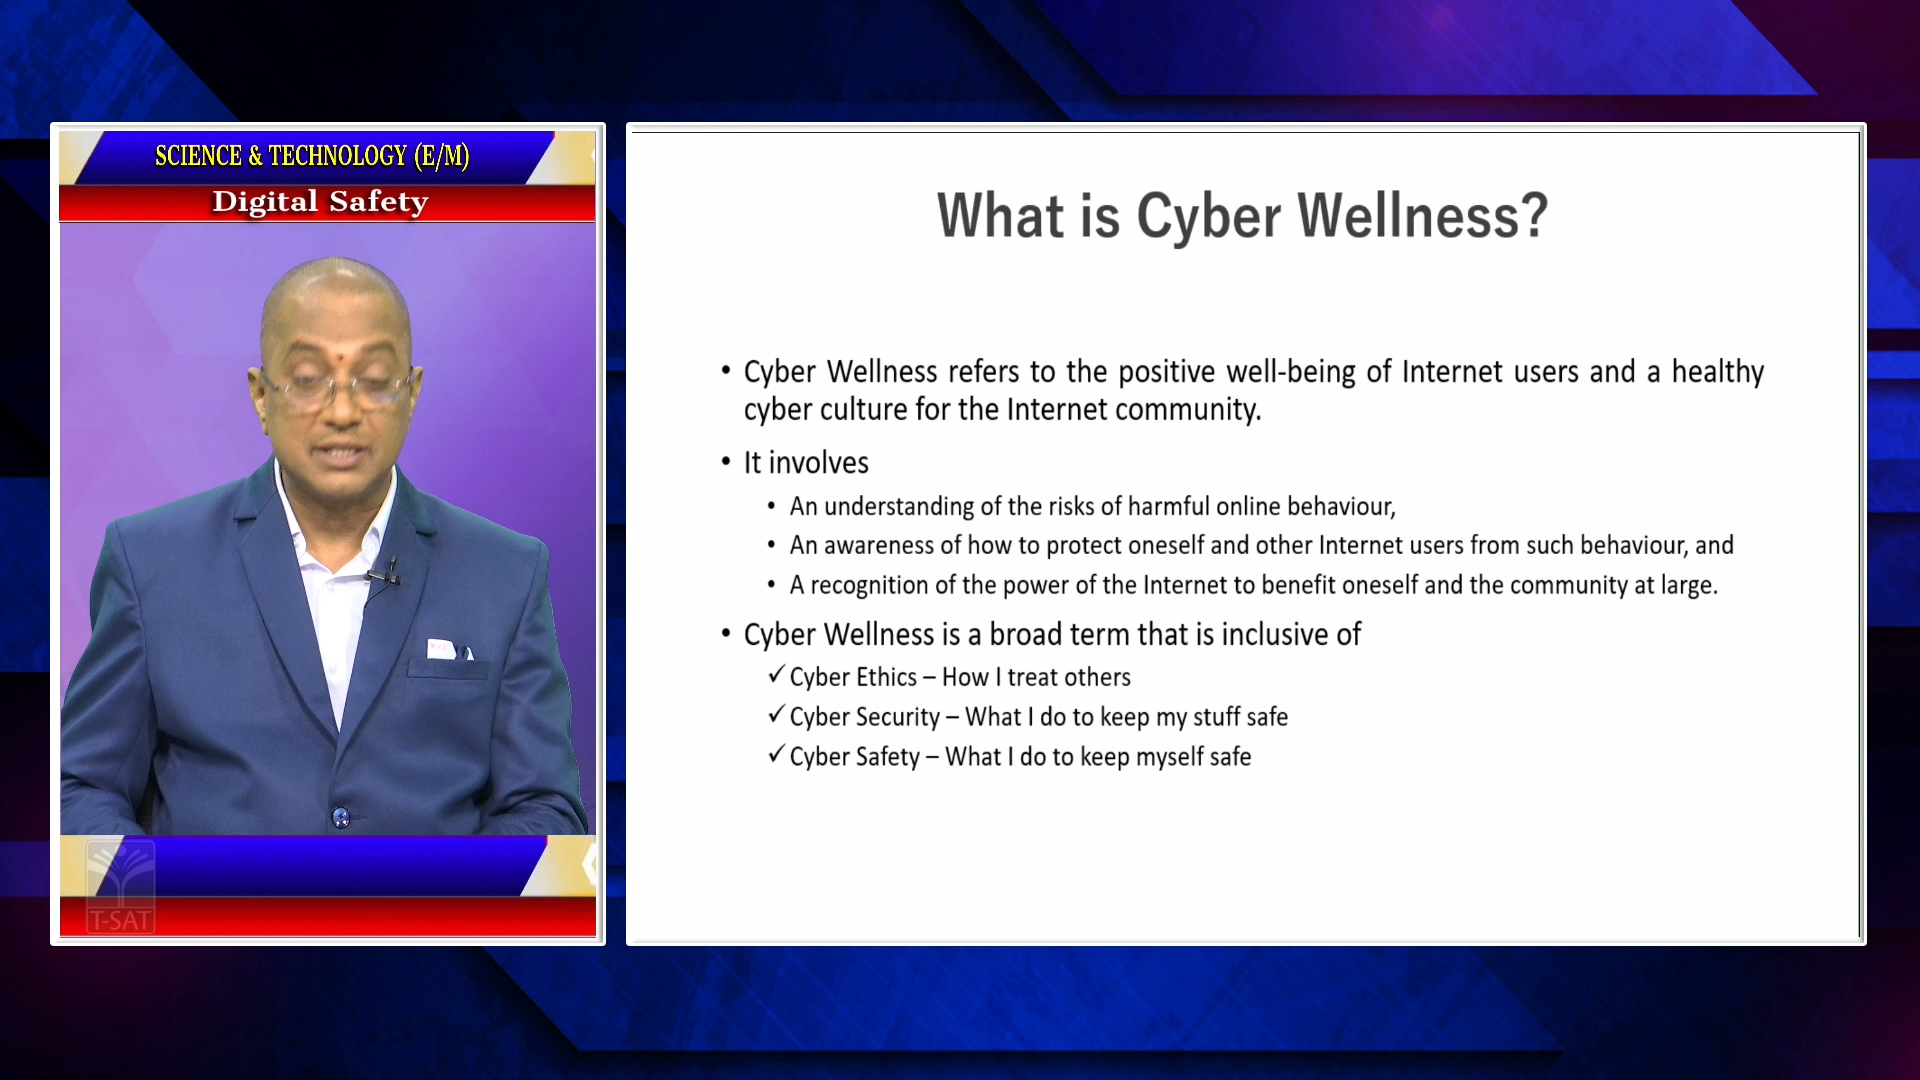 SCIENCE & TECHNOLOGY (E/M)
Digital Safety
T-SAT
What is Cyber Wellness?
• Cyber Wellness refers to the positive well-being of Internet users and a healthy
cyber culture for the Internet community.
• It involves
• An understanding of the risks of harmful online behaviour,
• An awareness of how to protect oneself and other Internet users from such behaviour, and
• A recognition of the power of the Internet to benefit oneself and the community at large.
• Cyber Wellness is a broad term that is inclusive of
✓ Cyber Ethics – How I treat others
✓ Cyber Security – What I do to keep my stuff safe
✓ Cyber Safety – What I do to keep myself safe